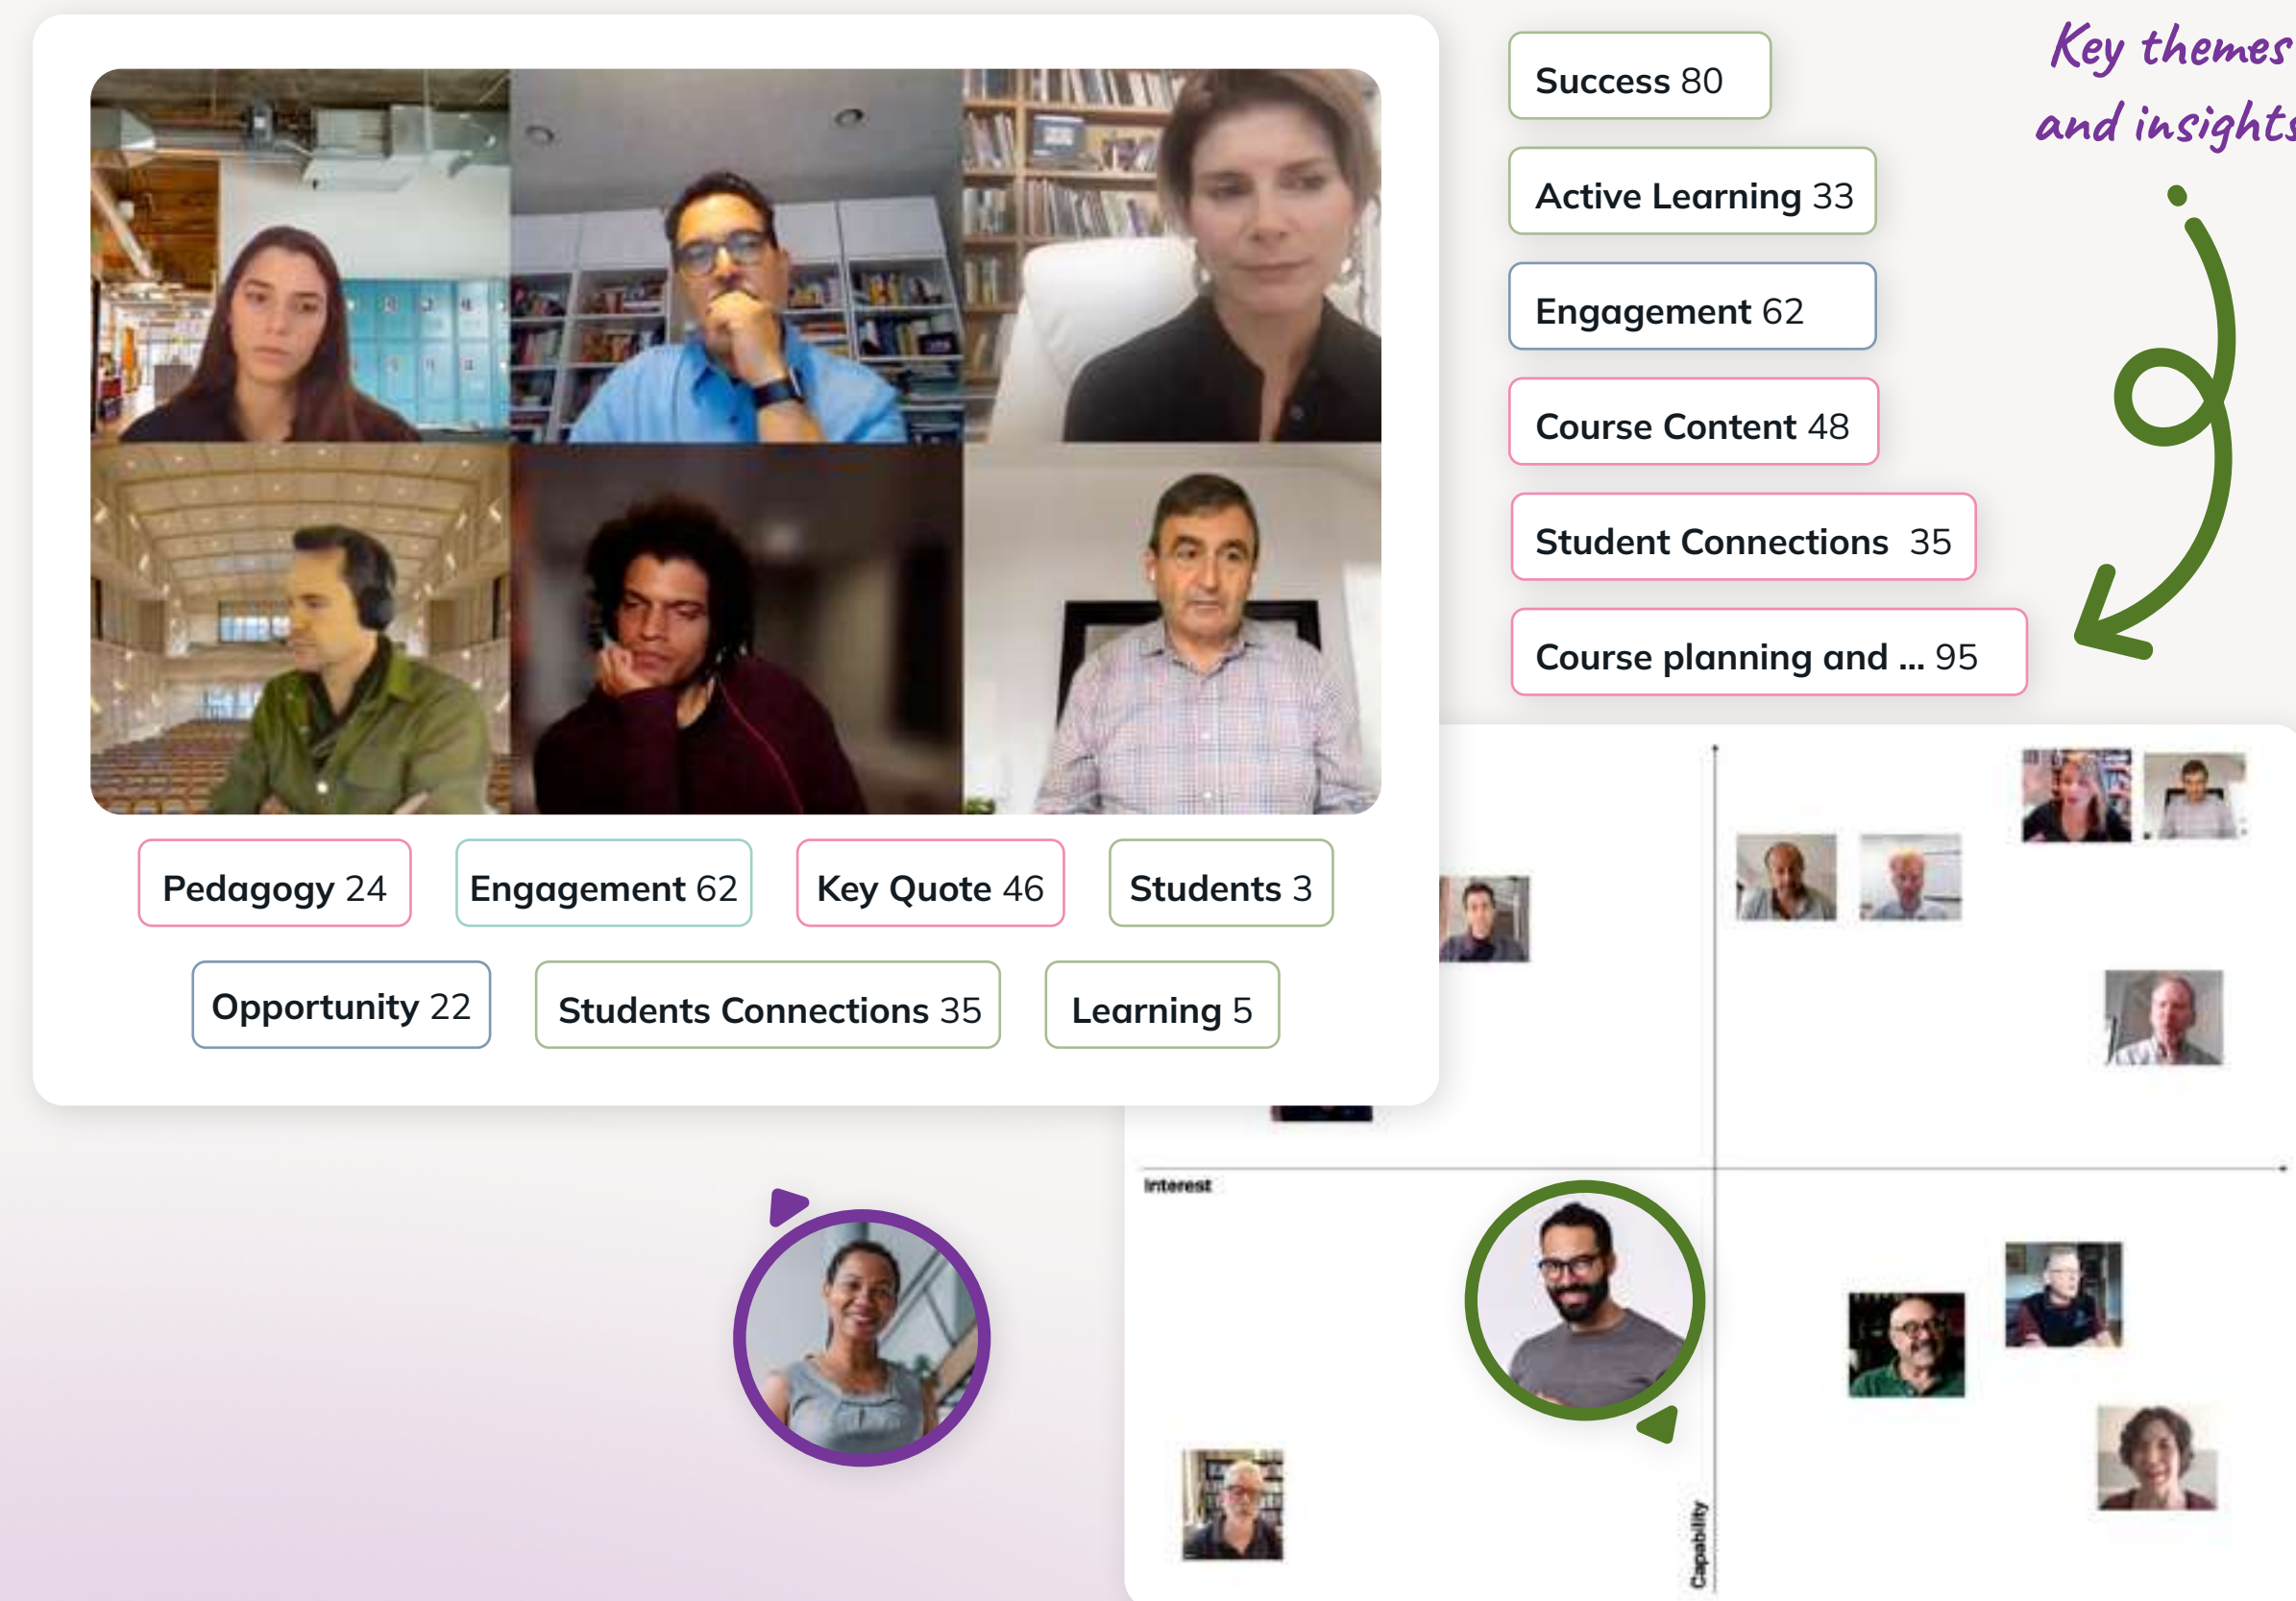 Key themes
and insights
Success 80
Active Learning 33
Engagement 62
Course Content 48
Student Connections 35
Course planning and ... 95
Pedagogy 24
Engagement 62
Key Quote 46
Students 3
Opportunity 22
Students Connections 35
Learning 5
Interest
Capability